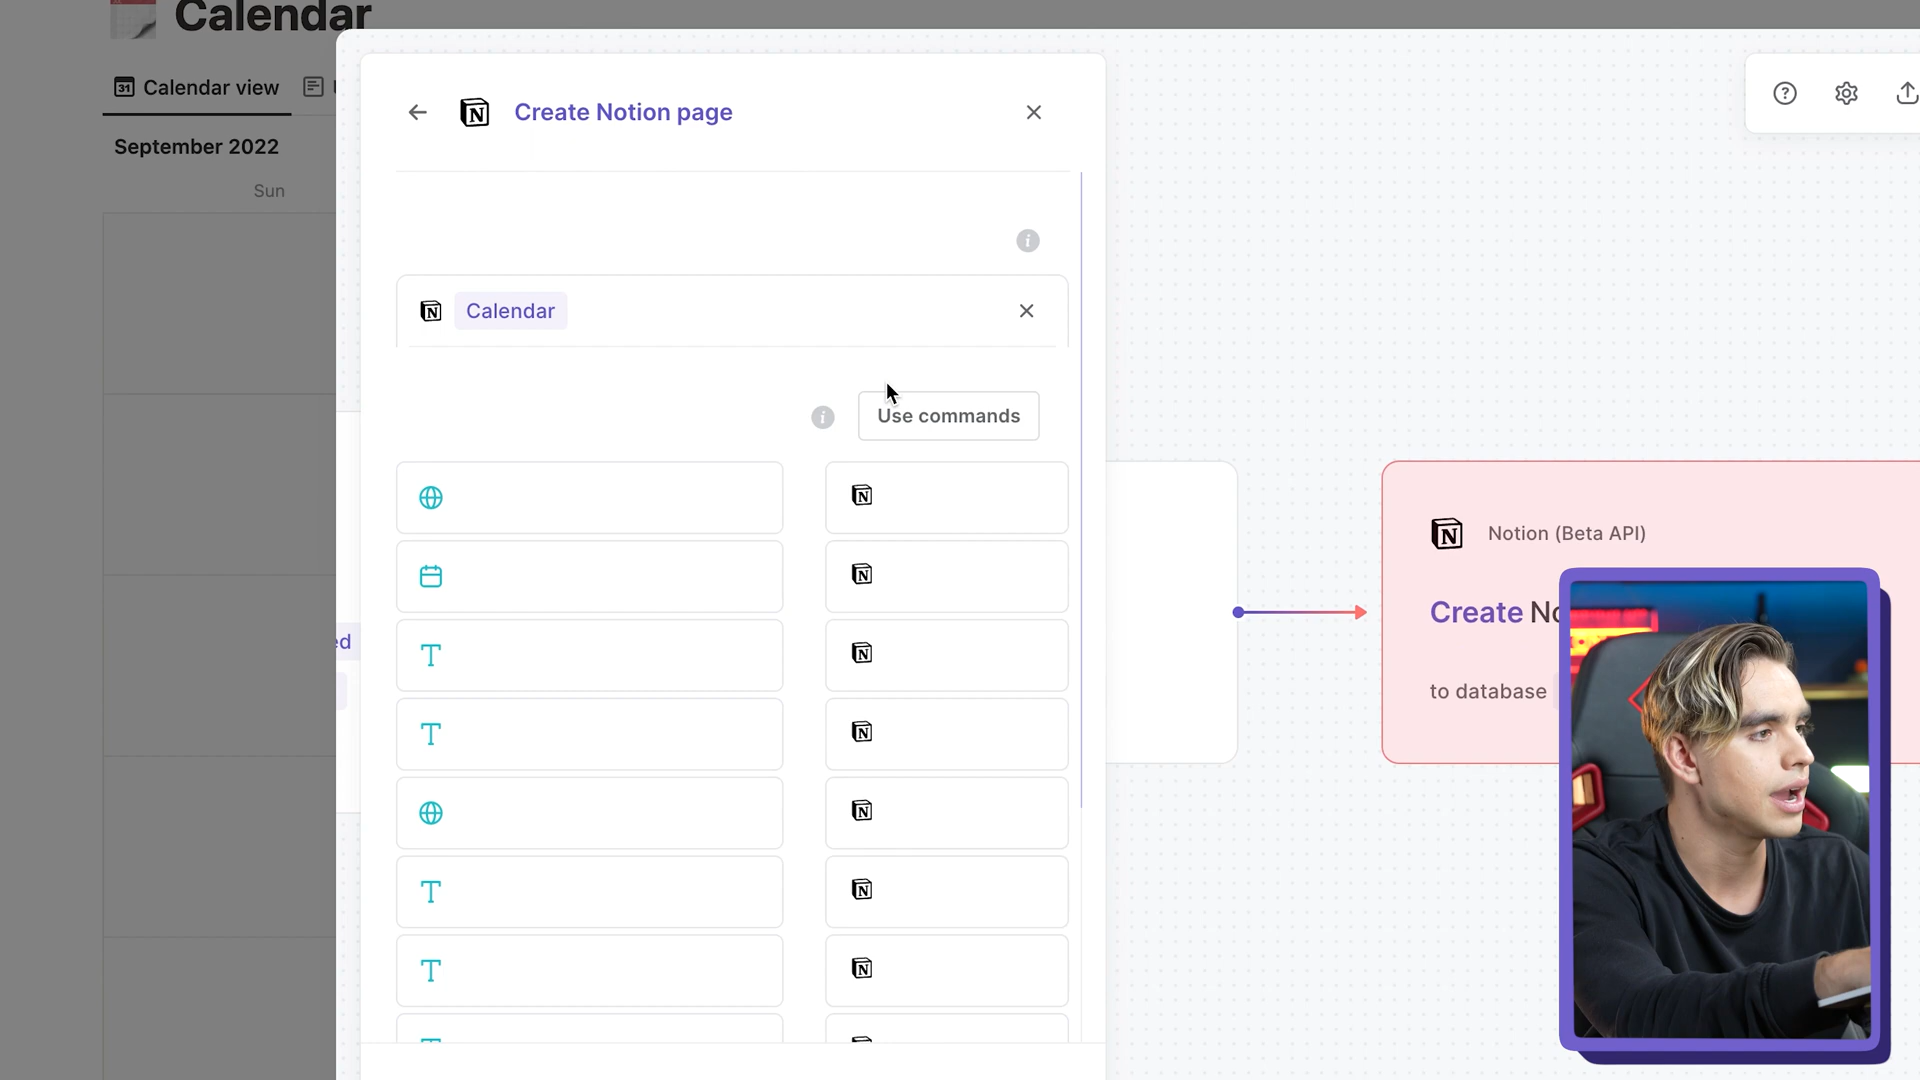 Calendar
Calendar view
September 2022
Sun
Create Notion page
Calendar
Use commands
ed
Notion (Beta API)
Create No
to database